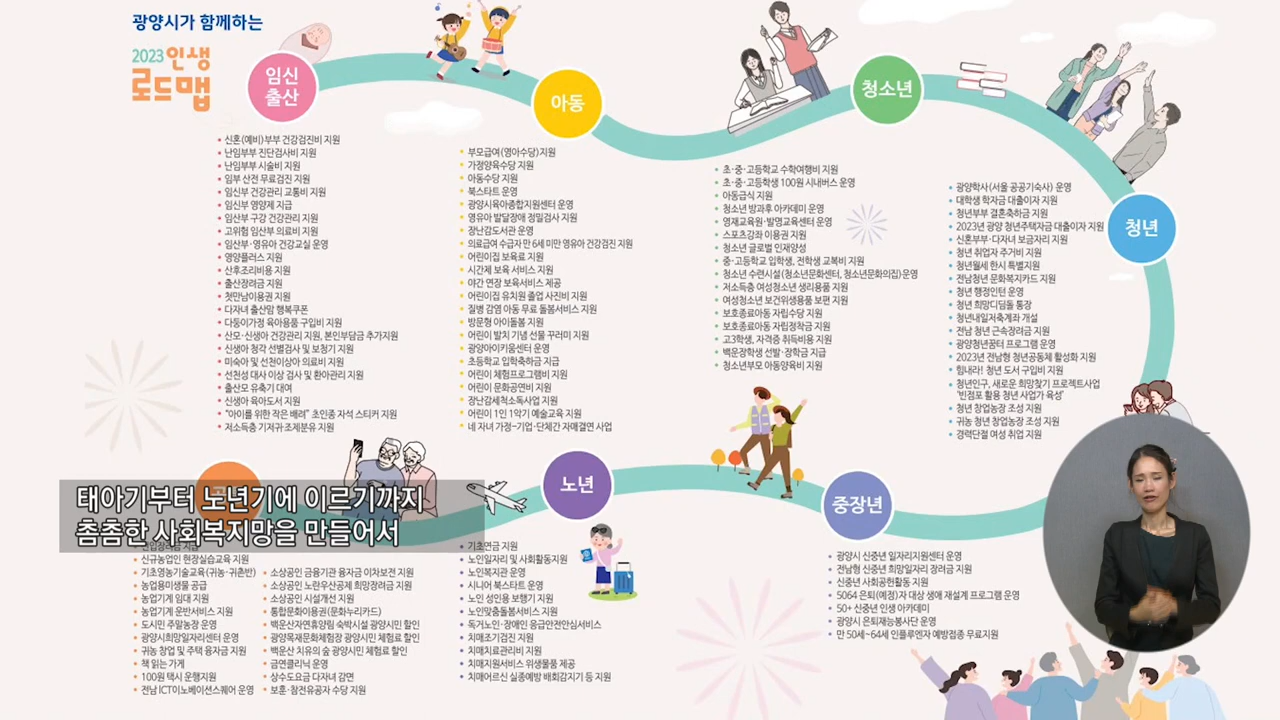 광양시가 함께하는
2023 인생
로드맵
임신
출산
• 신혼(예비)부부 건강검진비 지원
• 난임부부 진단검사비 지원
• 난임부부 시술비 지원
• 임부 산전 무료검진 지원
• 임신부 건강관리 교통비 지원
• 임신부 영양제 지급
• 임산부 구강 건강관리 지원
• 고위험 임산부 의료비 지원
• 임산부·영유아 건강교실 운영
• 영양플러스 지원
• 산후조리비용 지원
• 출산장려금 지원
• 첫만남이용권 지원
• 다자녀 출산맘 행복쿠폰
• 다둥이가정 육아용품 구입비 지원
• 산모·신생아 건강관리 지원, 본인부담금 추가지원
• 신생아 청각 선별검사 및 보청기 지원
• 미숙아 및 선천이상아 의료비 지원
• 선천성 대사 이상 검사 및 환아관리 지원
• 출산모 유축기 대여
• 신생아 육아도서 지원
• "아이를 위한 작은 배려" 초인종 자석 스티커 지원
• 저소득층 기저귀·조제분유 지원
아동
• 부모급여(영아수당)지원
• 가정양육수당 지원
• 아동수당 지원
• 북스타트 운영
• 광양시육아종합지원센터 운영
• 영유아 발달장애 정밀검사 지원
• 장난감도서관 운영
• 의료급여 수급자 만 6세 미만 영유아 건강검진 지원
• 어린이집 보육료 지원
• 시간제 보육 서비스 지원
• 야간 연장 보육서비스 제공
• 어린이집 유치원 졸업 사진비 지원
• 질병 감염 아동 무료 돌봄서비스 지원
• 방문형 아이돌봄 지원
• 어린이 발치 기념 선물 꾸러미 지원
• 광양아이키움센터 운영
• 초등학교 입학축하금 지급
• 어린이 체험프로그램비 지원
• 어린이 문화공연비 지원
• 장난감세척소독사업 지원
• 어린이 1인 1악기 예술교육 지원
• 네 자녀 가정-기업·단체간 자매결연 사업
청소년
• 초·중·고등학교 수학여행비 지원
• 초·중·고등학생 100원 시내버스 운영
• 아동급식 지원
• 청소년 방과후 아카데미 운영
• 영재교육원·발명교육센터 운영
• 스포츠강좌 이용권 지원
• 청소년 글로벌 인재양성
• 중·고등학교 입학생, 전학생 교복비 지원
• 청소년 수련시설(청소년문화센터, 청소년문화의집)운영
• 저소득층 여성청소년 생리용품 지원
• 여성청소년 보건위생용품 보편 지원
• 보호종료아동 자립수당 지원
• 보호종료아동 자립정착금 지원
• 고3학생, 자격증 취득비용 지원
• 백운장학생 선발·장학금 지급
• 청소년부모 아동양육비 지원
청년
• 광양학사(서울 공공기숙사) 운영
• 대학생 학자금 대출이자 지원
• 청년부부 결혼축하금 지원
• 2023년 광양 청년주택자금 대출이자 지원
• 신혼부부·다자녀 보금자리 지원
• 청년 취업자 주거비 지원
• 청년월세 한시 특별지원
• 전남청년 문화복지카드 지원
• 청년 행정인턴 운영
• 청년 희망디딤돌 통장
• 청년내일저축계좌 개설
• 전남 청년 근속장려금 지원
• 광양청년꿈터 프로그램 운영
• 2023년 전남형 청년공동체 활성화 지원
• 힘내라! 청년 도서 구입비 지원
• 청년인구, 새로운 희망찾기 프로젝트사업
'빈점포 활용 청년 사업가 육성'
• 청년 창업농장 조성 지원
• 귀농 청년 창업농장 조성 지원
• 경력단절 여성 취업 지원
중장년
• 광양시 신중년 일자리지원센터 운영
• 전남형 신중년 희망일자리 장려금 지원
• 신중년 사회공헌활동 지원
• 5064 은퇴(예정)자 대상 생애 재설계 프로그램 운영
• 50+ 신중년 인생 아카데미
• 광양시 은퇴재능봉사단 운영
• 만 50세~64세 인플루엔자 예방접종 무료지원
노년
• 기초연금 지원
• 노인일자리 및 사회활동지원
• 노인복지관 운영
• 시니어 북스타트 운영
• 노인 성인용 보행기 지원
• 노인맞춤돌봄서비스 지원
• 독거노인·장애인 응급안전안심서비스
• 치매조기검진 지원
• 치매치료관리비 지원
• 치매지원서비스 위생물품 제공
• 치매어르신 실종예방 배회감지기 등 지원
태아기부터 노년기에 이르기까지
촘촘한 사회복지망을 만들어서
• 신규농업인 현장실습교육 지원
• 기초영농기술교육(귀농·귀촌반)
• 농업용미생물 공급
• 농업기계 임대 지원
• 농업기계 운반서비스 지원
• 도시민 주말농장 운영
• 광양시희망일자리센터 운영
• 귀농 창업 및 주택 융자금 지원
• 책 읽는 가게
• 100원 택시 운행지원
• 전남 ICT이노베이션스퀘어 운영
• 소상공인 금융기관 융자금 이차보전 지원
• 소상공인 노란우산공제 희망장려금 지원
• 소상공인 시설개선 지원
• 통합문화이용권(문화누리카드)
• 백운산자연휴양림 숙박시설 광양시민 할인
• 광양목재문화체험장 광양시민 체험료 할인
• 백운산 치유의 숲 광양시민 체험료 할인
• 금연클리닉 운영
• 상수도요금 다자녀 감면
• 보훈·참전유공자 수당 지원